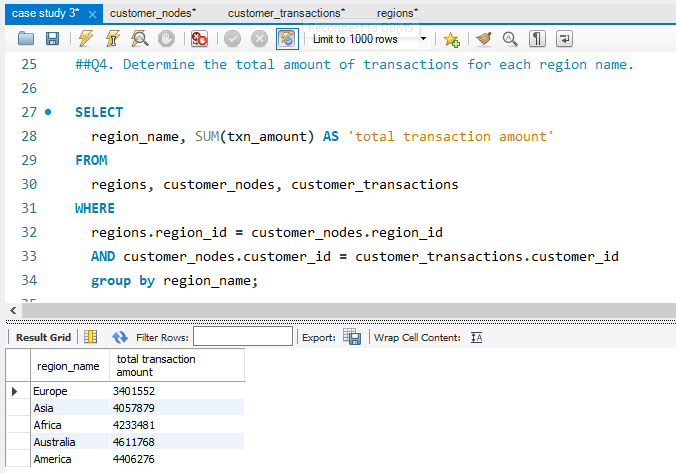 case study 3* × customer_nodes* customer_transactions* regions*
Reconnect to DBMS
Limit to 1000 rows
25 ##Q4. Determine the total amount of transactions for each region name.
26
27 SELECT
28 region_name, SUM(txn_amount) AS 'total transaction amount'
29 FROM
30 regions, customer_nodes, customer_transactions
31 WHERE
32 regions.region_id = customer_nodes.region_id
33 AND customer_nodes.customer_id = customer_transactions.customer_id
34 group by region_name;
Result Grid Filter Rows: Export: Wrap Cell Content: IA
region_name total transaction
amount
Europe 3401552
Asia 4057879
Africa 4233481
Australia 4611768
America 4406276